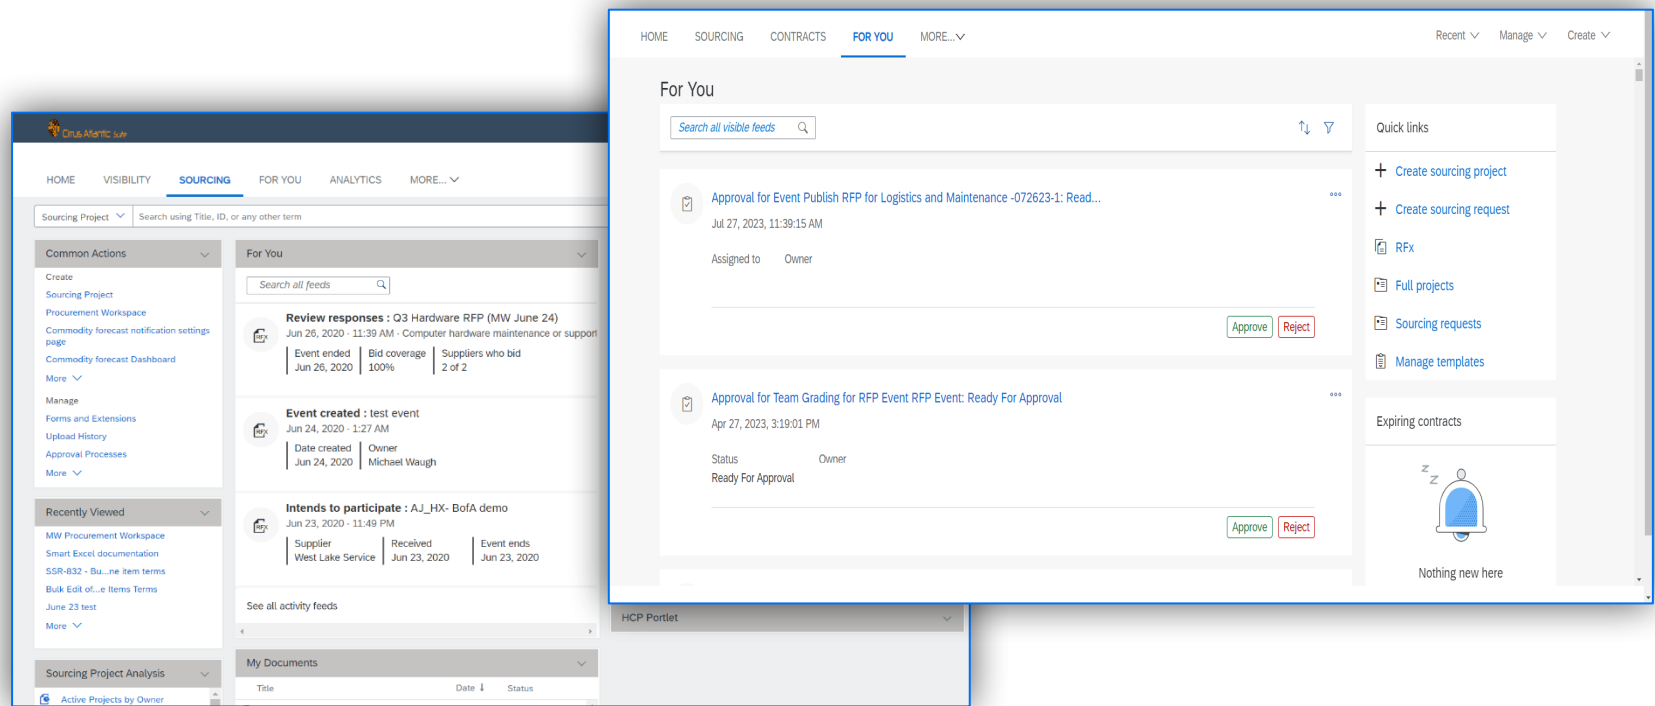 Cirrus Atlantic Suite
HOME VISIBILITY SOURCING FOR YOU ANALYTICS MORE...
Sourcing Project Search using Title, ID, or any other term
Common Actions
Create
Sourcing Project
Procurement Workspace
Commodity forecast notification settings
page
Commodity forecast Dashboard
More
Manage
Forms and Extensions
Upload History
Approval Processes
More
Recently Viewed
MW Procurement Workspace
Smart Excel documentation
SSR-832 - Bu...ne item terms
Bulk Edit of...e Items Terms
June 23 test
More
Sourcing Project Analysis
Active Projects by Owner
For You
Search all feeds
RFX
Review responses : Q3 Hardware RFP (MW June 24)
Jun 26, 2020 - 11:39 AM - Computer hardware maintenance or support
Event ended Bid coverage Suppliers who bid
Jun 26, 2020 100% 2 of 2
RFX
Event created : test event
Jun 24, 2020 - 1:27 AM
Date created Owner
Jun 24, 2020 Michael Waugh
RFX
Intends to participate : AJ_HX- BofA demo
Jun 23, 2020 - 11:49 PM
Supplier Received Event ends
West Lake Service Jun 23, 2020 Jun 23, 2020
See all activity feeds
My Documents
Title Date ↓ Status
HCP Portlet
HOME SOURCING CONTRACTS FOR YOU MORE... Recent Manage Create
For You
Search all visible feeds
Approval for Event Publish RFP for Logistics and Maintenance -072623-1: Read...
Jul 27, 2023, 11:39:15 AM
Assigned to Owner
Approve Reject
Approval for Team Grading for RFP Event RFP Event: Ready For Approval
Apr 27, 2023, 3:19:01 PM
Status Owner
Ready For Approval
Approve Reject
Quick links
+ Create sourcing project
+ Create sourcing request
RFx
Full projects
Sourcing requests
Manage templates
Expiring contracts
z z
Nothing new here